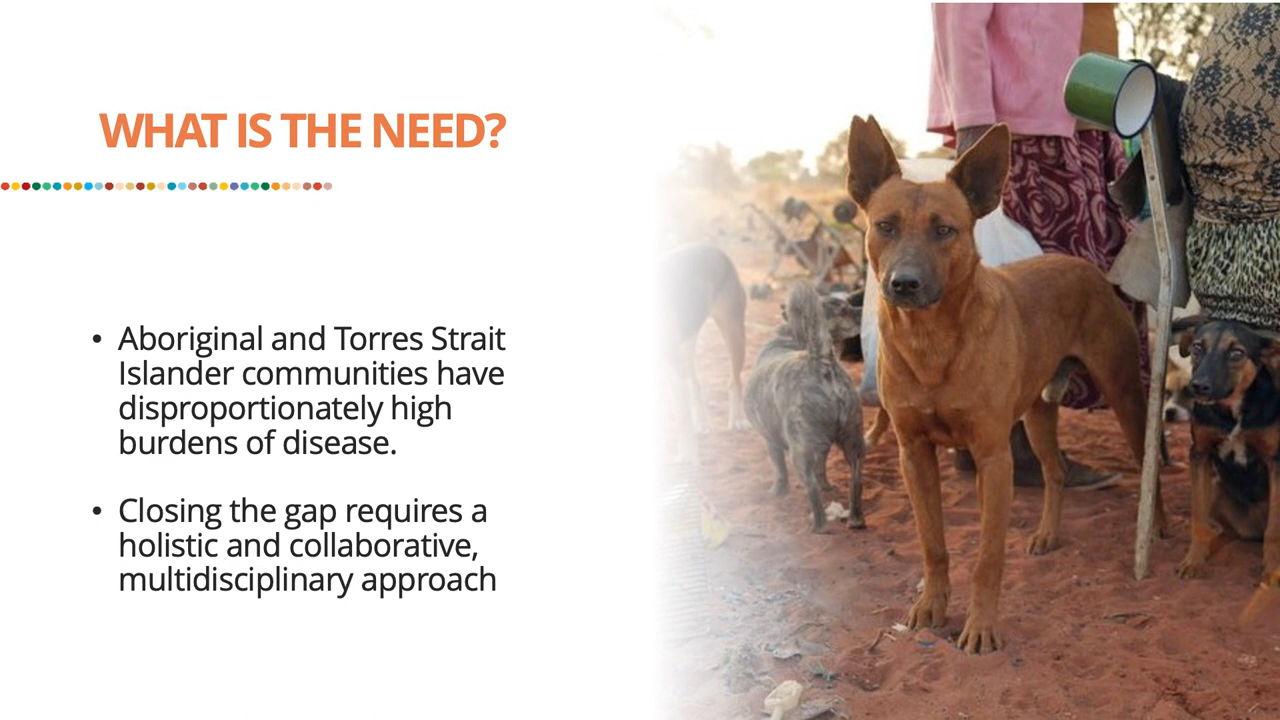 WHAT IS THE NEED?
• Aboriginal and Torres Strait
Islander communities have
disproportionately high
burdens of disease.
• Closing the gap requires a
holistic and collaborative,
multidisciplinary approach